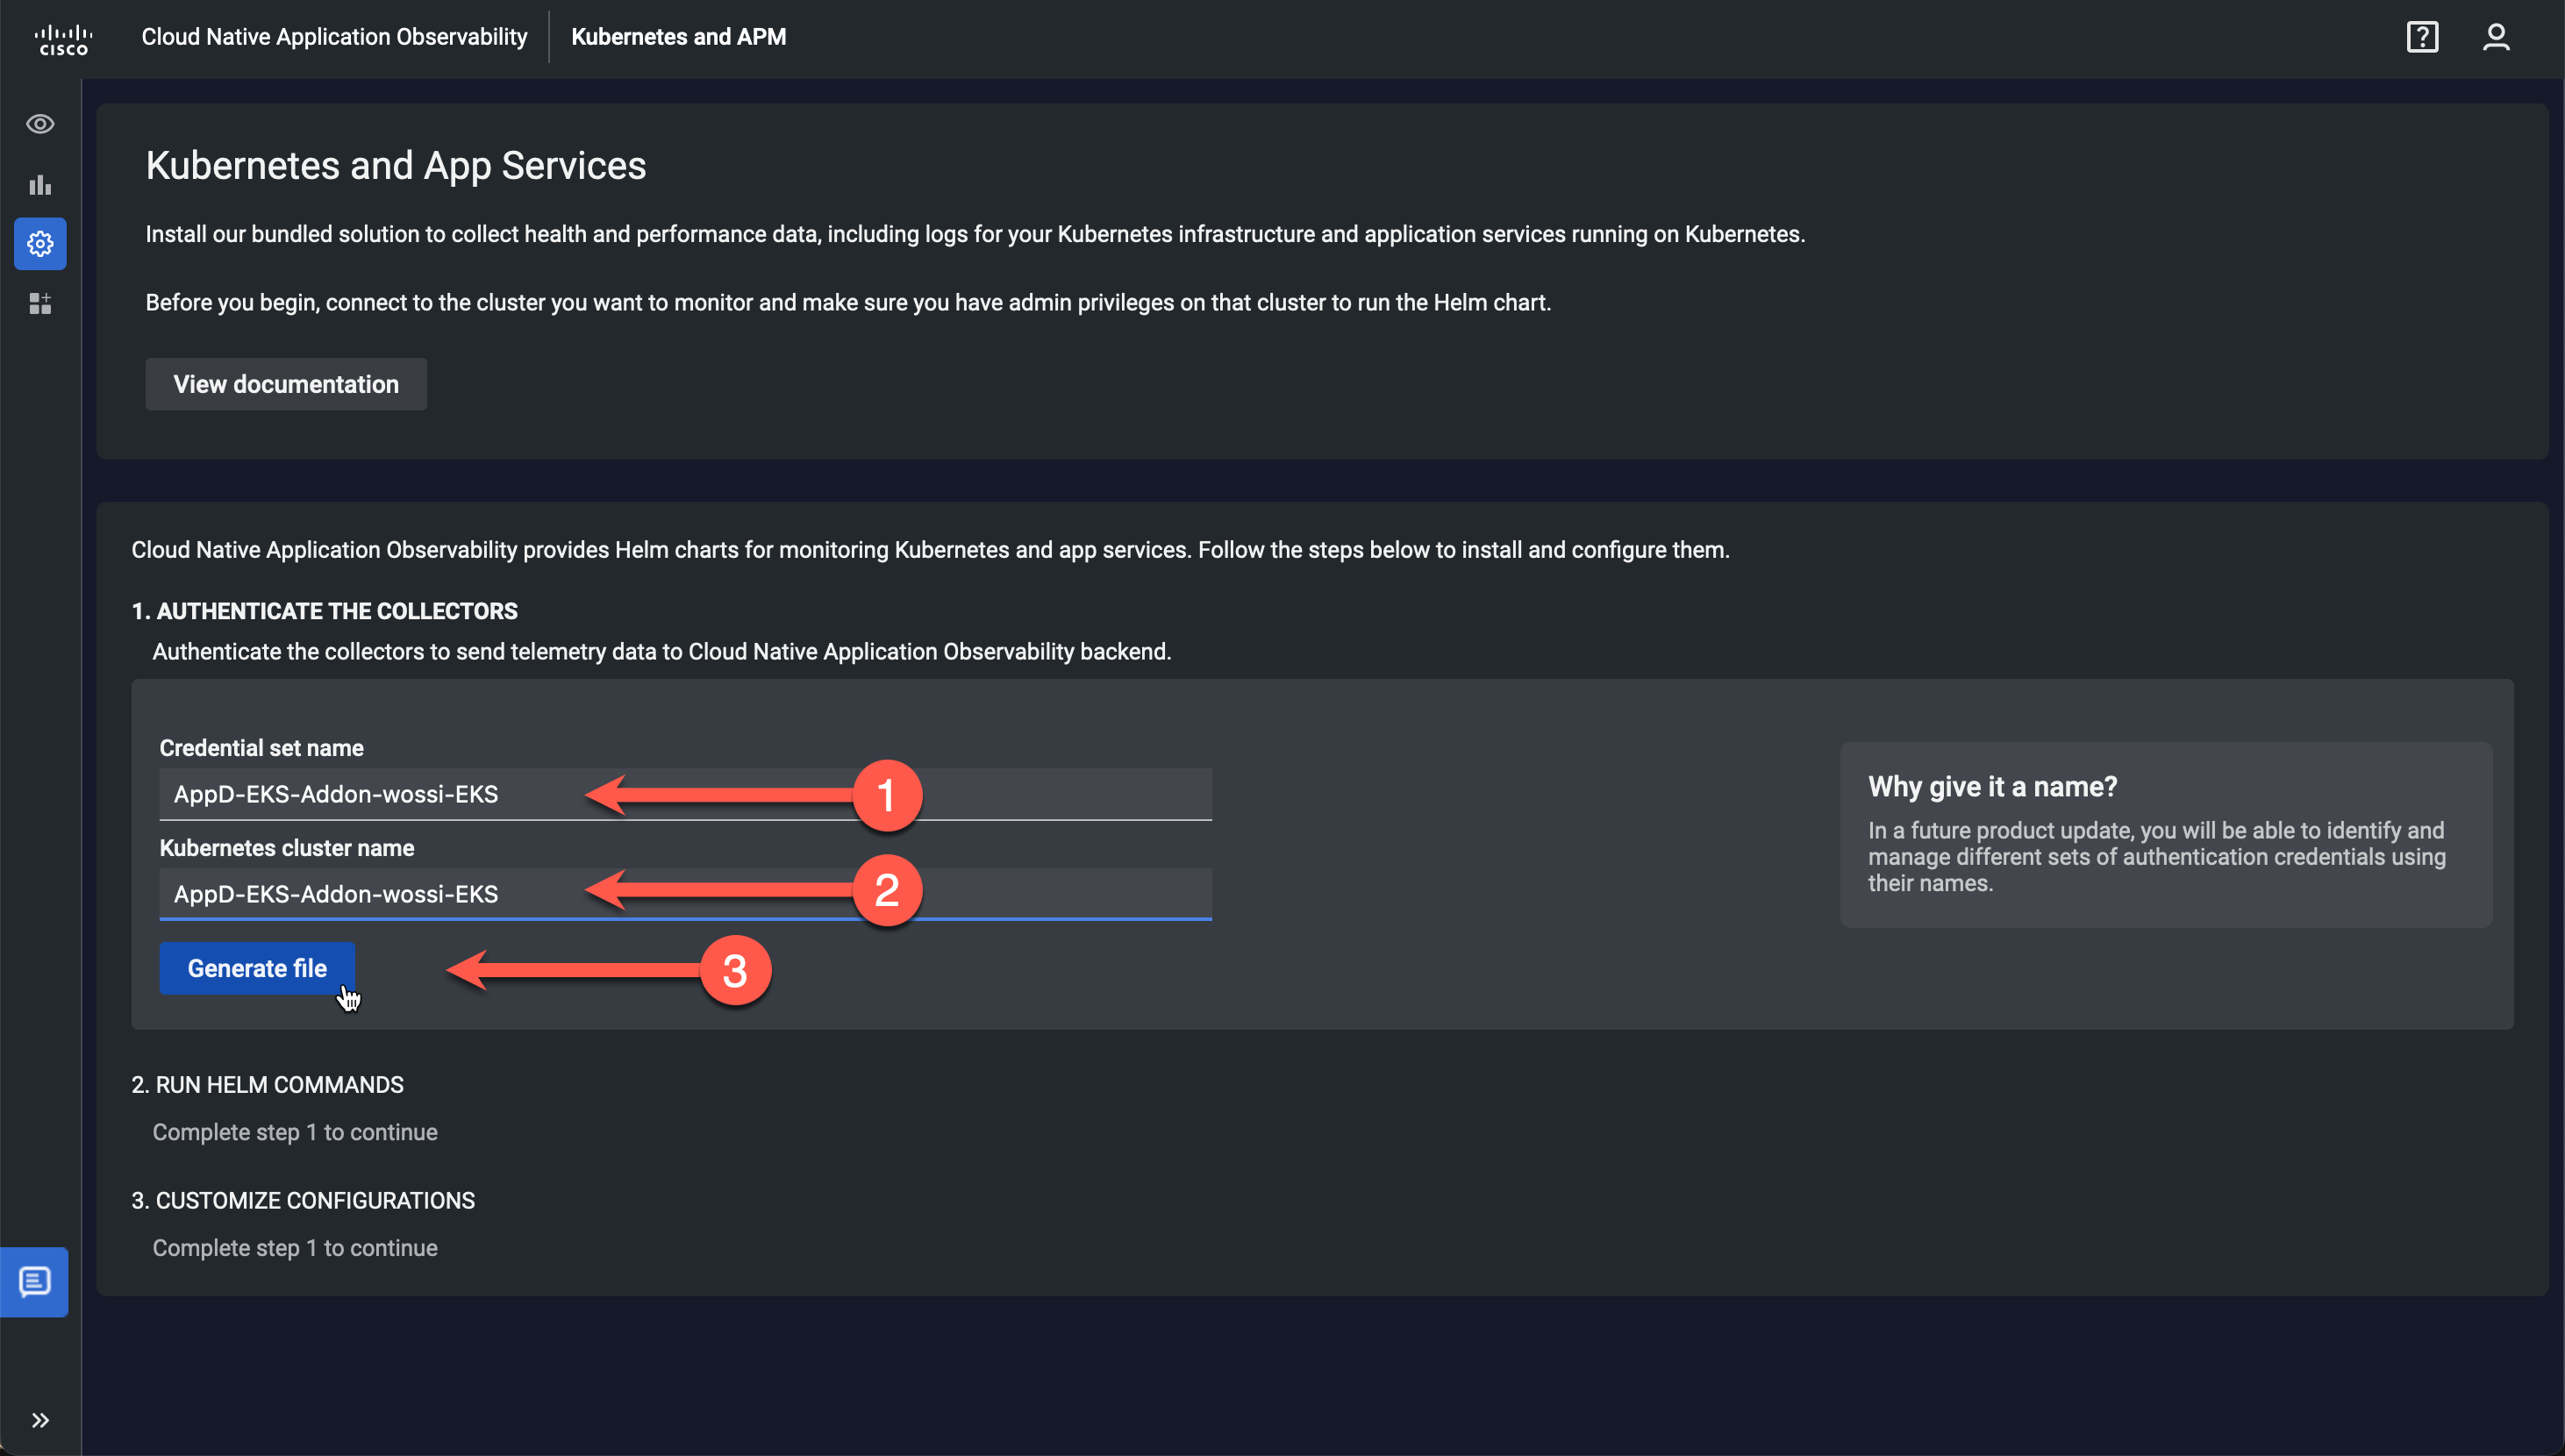 CISCO
Cloud Native Application Observability
Kubernetes and APM
?
Kubernetes and App Services
Install our bundled solution to collect health and performance data, including logs for your Kubernetes infrastructure and application services running on Kubernetes.
Before you begin, connect to the cluster you want to monitor and make sure you have admin privileges on that cluster to run the Helm chart.
View documentation
Cloud Native Application Observability provides Helm charts for monitoring Kubernetes and app services. Follow the steps below to install and configure them.
1. AUTHENTICATE THE COLLECTORS
Authenticate the collectors to send telemetry data to Cloud Native Application Observability backend.
Credential set name
AppD-EKS-Addon-wossi-EKS
1
Kubernetes cluster name
AppD-EKS-Addon-wossi-EKS
2
Generate file
3
Why give it a name?
In a future product update, you will be able to identify and
manage different sets of authentication credentials using
their names.
2. RUN HELM COMMANDS
Complete step 1 to continue
3. CUSTOMIZE CONFIGURATIONS
Complete step 1 to continue